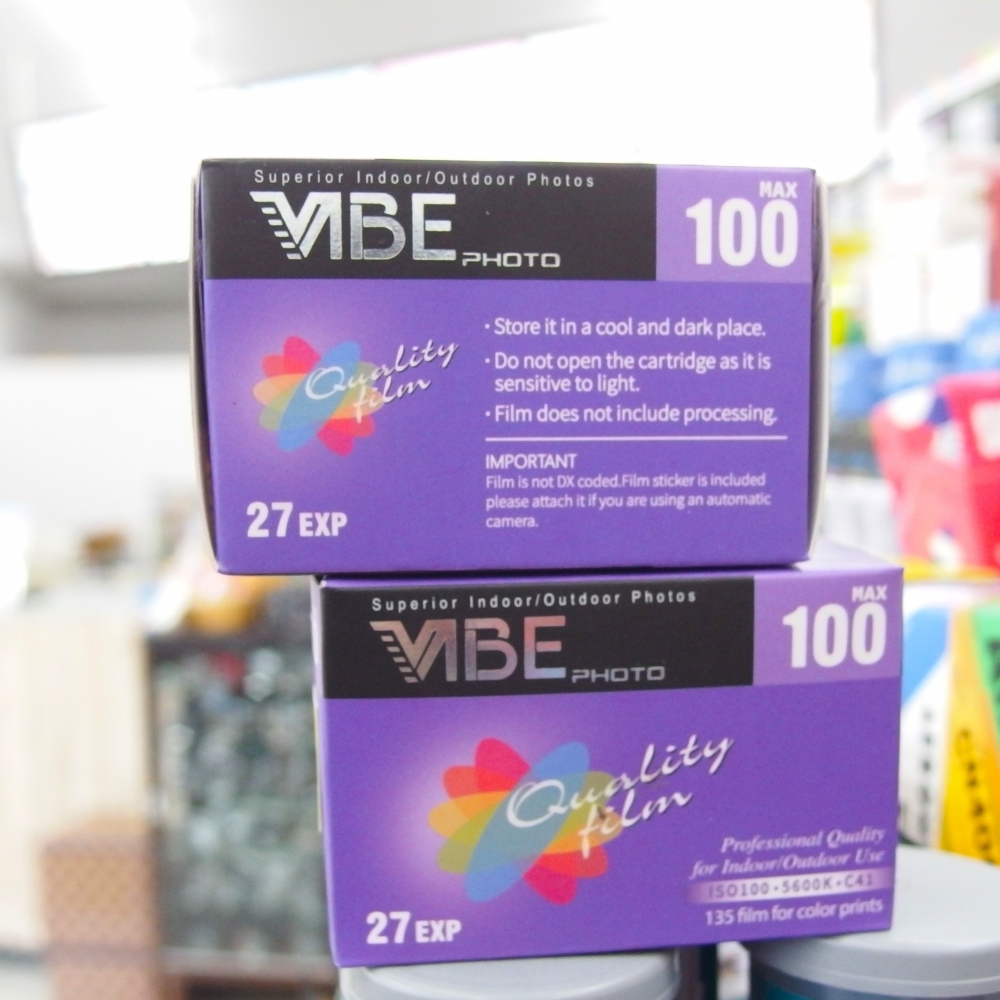 Superior Indoor/Outdoor Photos
VIBE PHOTO
MAX
100
Quality
film
• Store it in a cool and dark place.
• Do not open the cartridge as it is
sensitive to light.
• Film does not include processing.
IMPORTANT
Film is not DX coded.Film sticker is included
please attach it if you are using an automatic
camera.
27 EXP
Superior Indoor/Outdoor Photos
VIBE PHOTO
MAX
100
Quality
film
Professional Quality
for Indoor/Outdoor Use
ISO100・5600K・C41
135 film for color prints
27 EXP